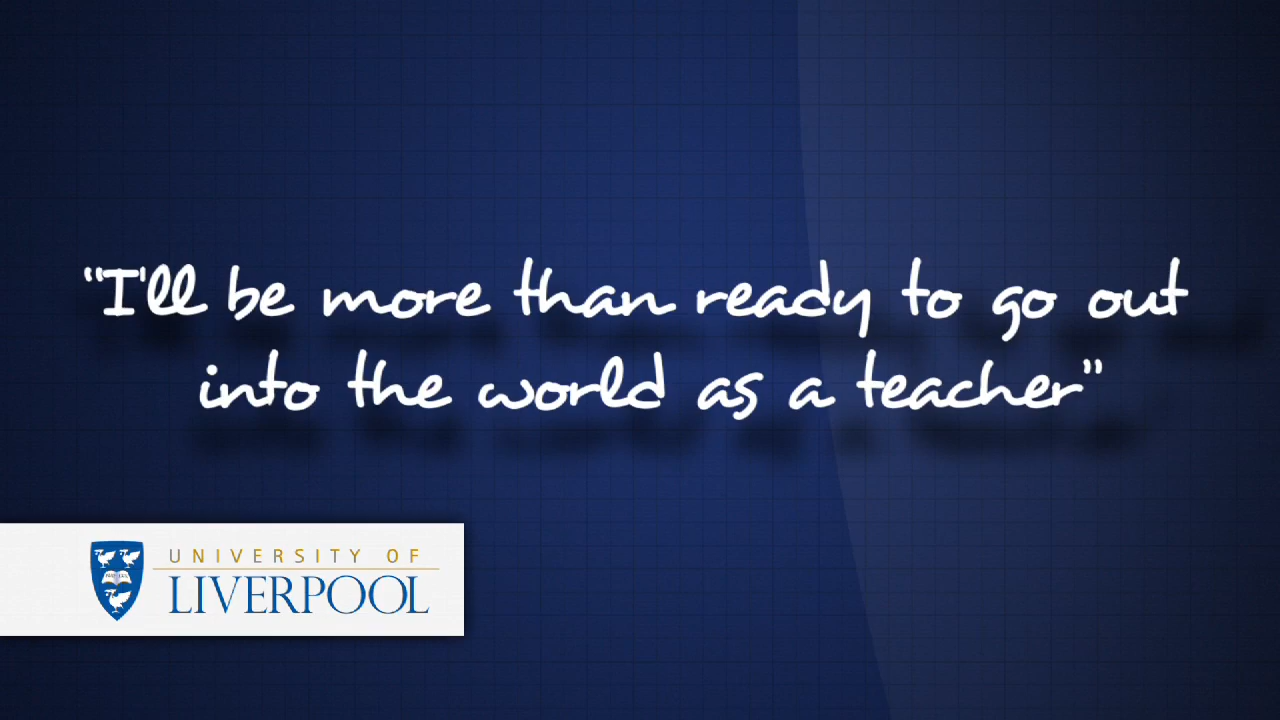 "I'll be more than ready to go out
into the world as a teacher"
UNIVERSITY OF
LIVERPOOL